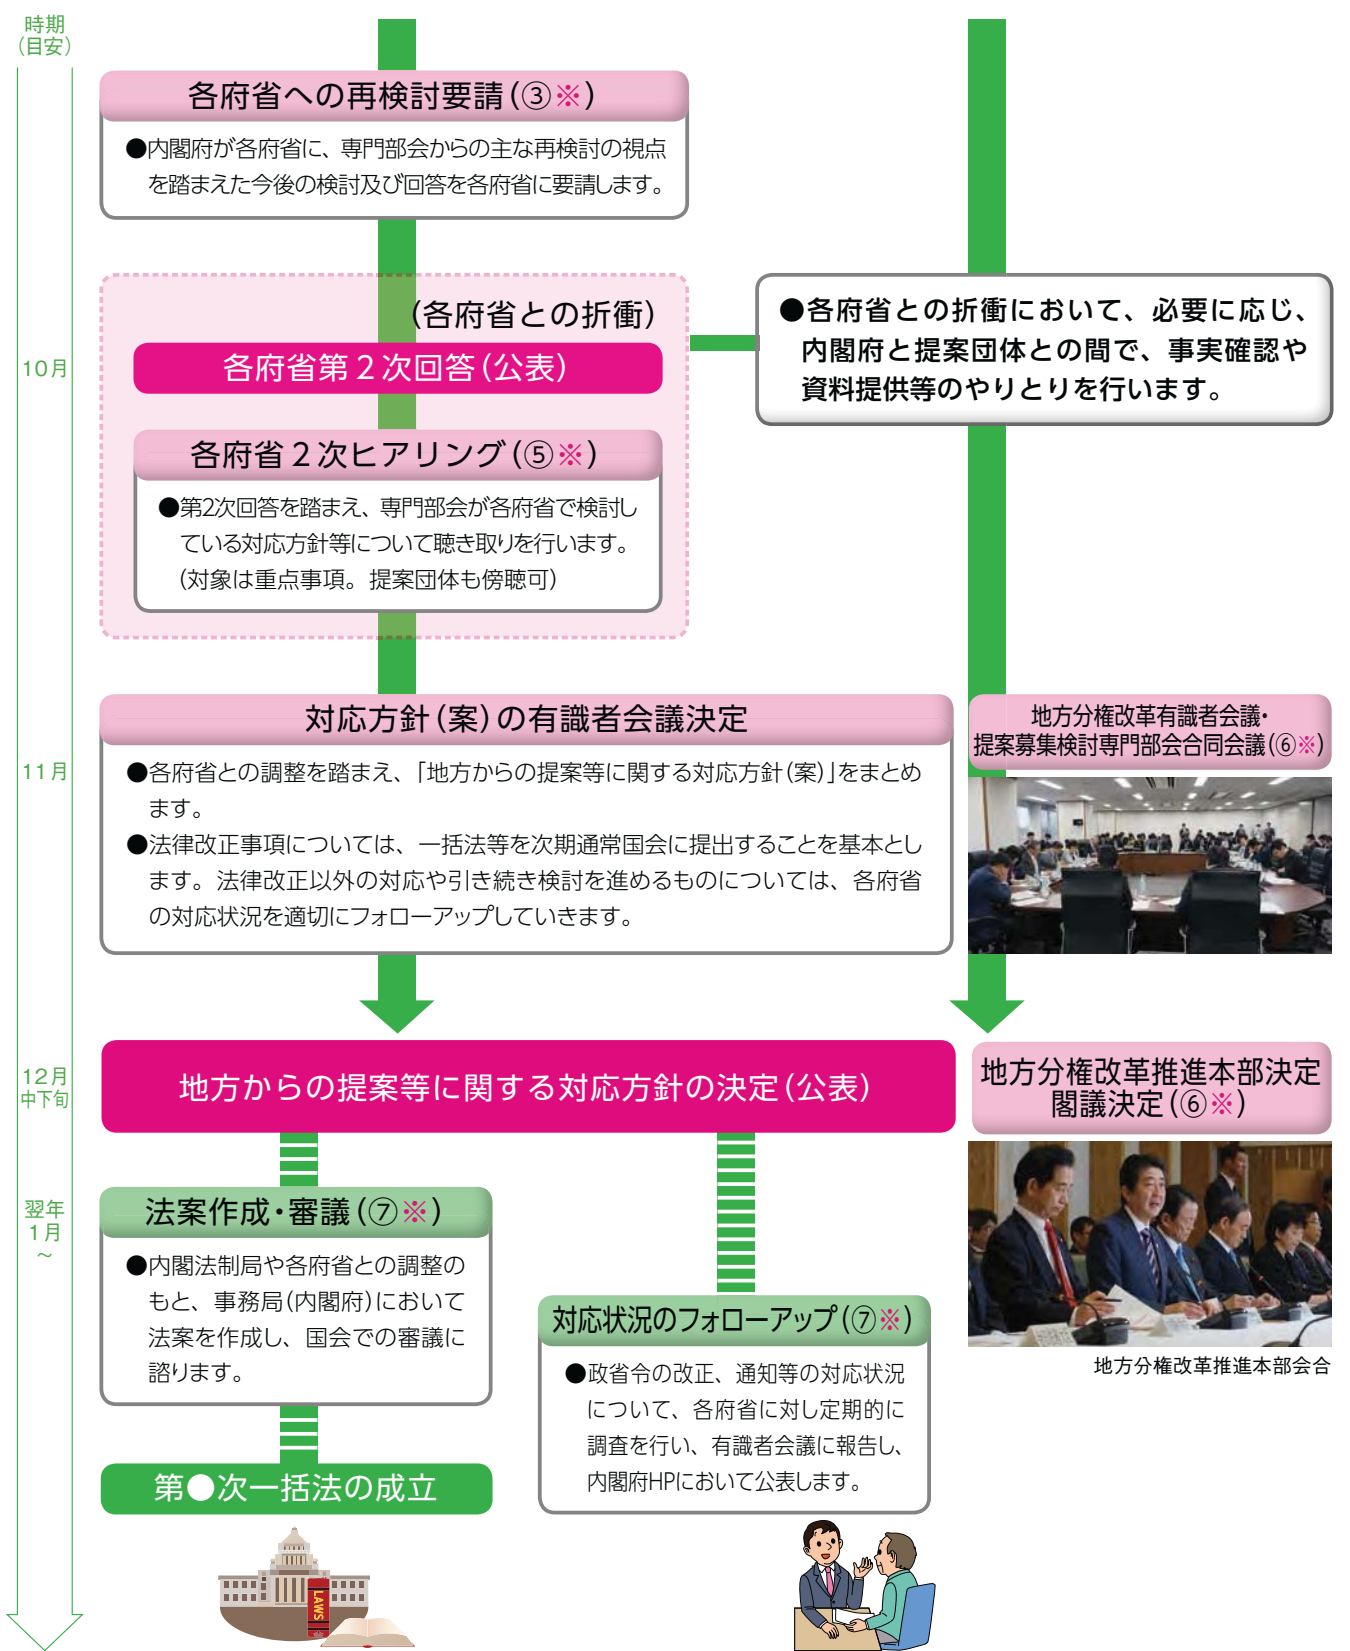 時期
(目安)
各府省への再検討要請(③※)
●内閣府が各府省に、専門部会からの主な再検討の視点
を踏まえた今後の検討及び回答を各府省に要請します。
10月
(各府省との折衝)
各府省第2次回答(公表)
各府省2次ヒアリング(⑤※)
●第2次回答を踏まえ、専門部会が各府省で検討し
ている対応方針等について聴き取りを行います。
(対象は重点事項。提案団体も傍聴可)
●各府省との折衝において、必要に応じ、
内閣府と提案団体との間で、事実確認や
資料提供等のやりとりを行います。
11月
対応方針(案)の有識者会議決定
●各府省との調整を踏まえ、「地方からの提案等に関する対応方針(案)」をまとめ
ます。
●法律改正事項については、一括法等を次期通常国会に提出することを基本とし
ます。法律改正以外の対応や引き続き検討を進めるものについては、各府省
の対応状況を適切にフォローアップしていきます。
地方分権改革有識者会議・
提案募集検討専門部会合同会議(⑥※)
12月
中下旬
地方からの提案等に関する対応方針の決定(公表)
地方分権改革推進本部決定
閣議決定(⑥※)
地方分権改革推進本部会合
翌年
1月
~
法案作成・審議(⑦※)
●内閣法制局や各府省との調整の
もと、事務局(内閣府)において
法案を作成し、国会での審議に
諮ります。
第●次一括法の成立
LAWS
対応状況のフォローアップ(⑦※)
●政省令の改正、通知等の対応状況
について、各府省に対し定期的に
調査を行い、有識者会議に報告し、
内閣府HPにおいて公表します。